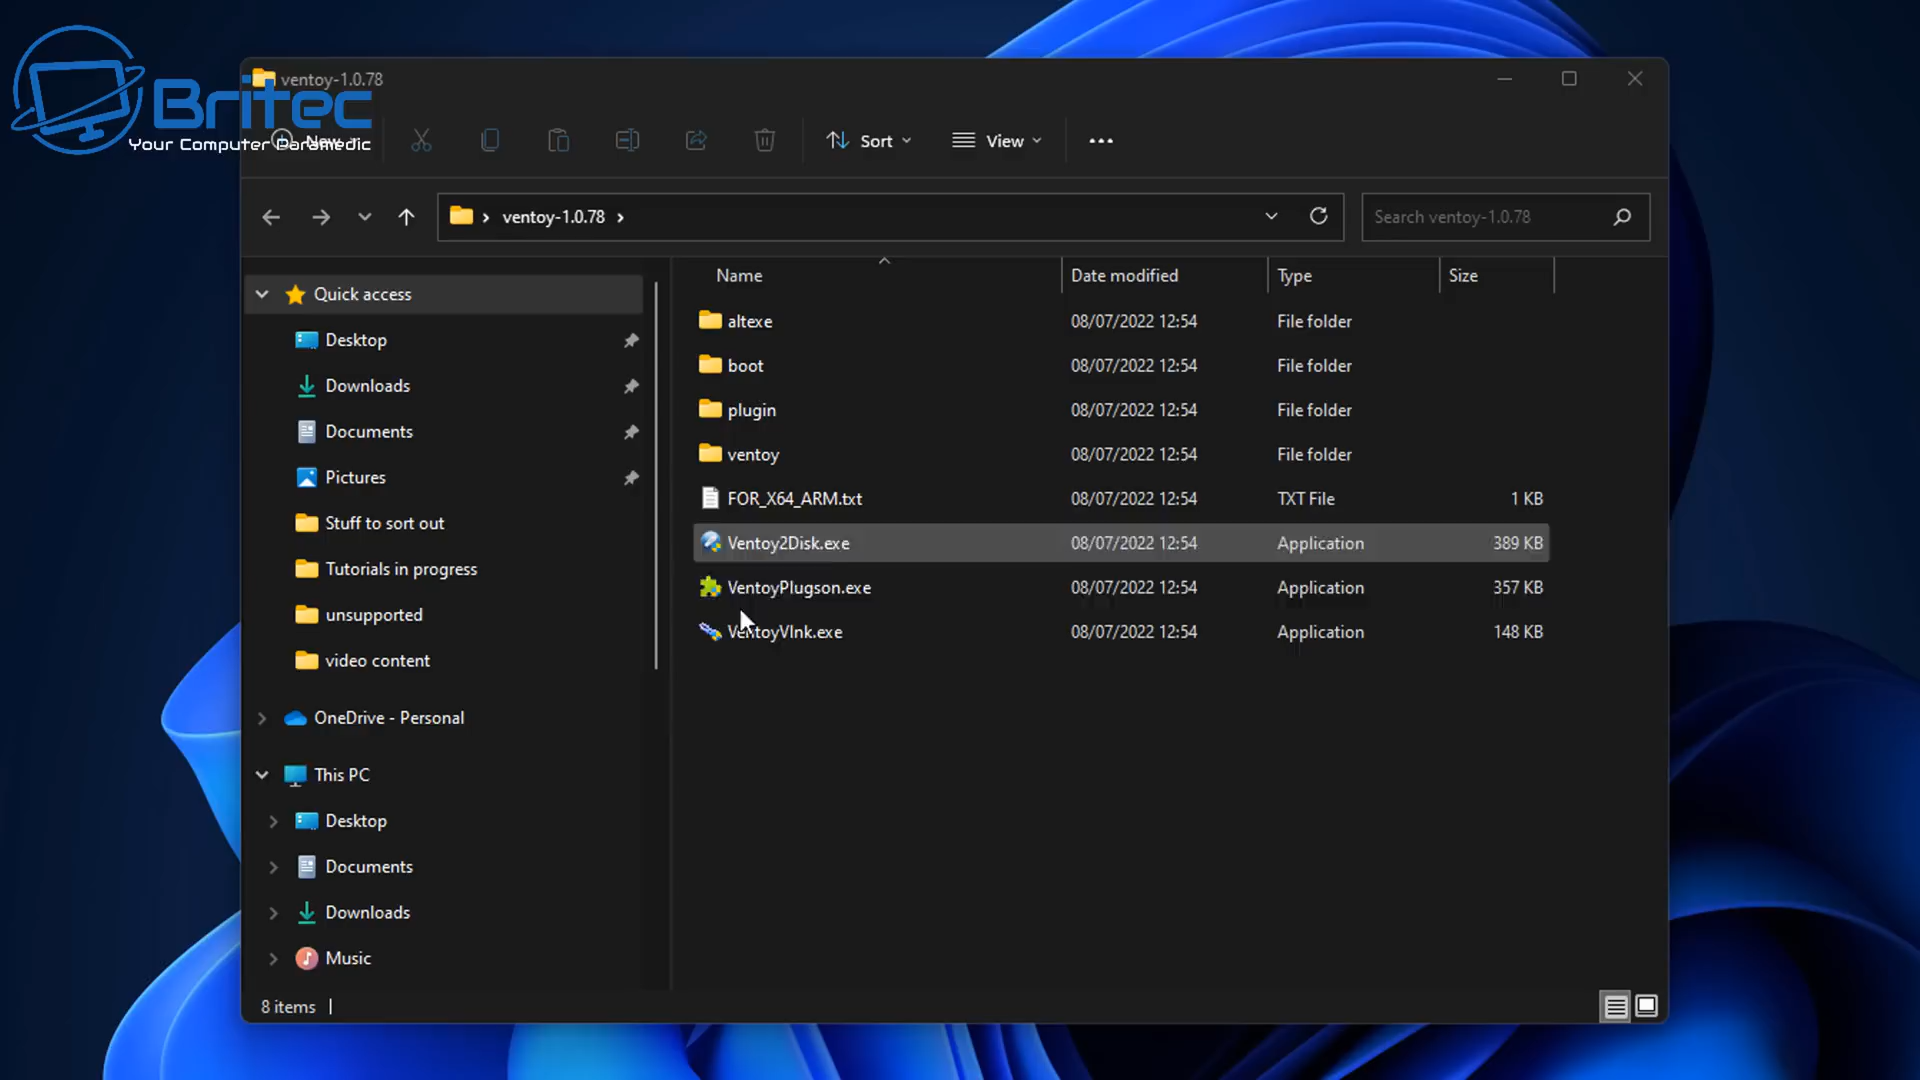 ventoy-1.0.78
Britec
Your Computer Paramedic
New
Sort
View
ventoy-1.0.78
Search ventoy-1.0.78
Name Date modified Type Size
Quick access
Desktop
Downloads
Documents
Pictures
Stuff to sort out
Tutorials in progress
unsupported
video content
OneDrive - Personal
This PC
Desktop
Documents
Downloads
Music
altexe 08/07/2022 12:54 File folder
boot 08/07/2022 12:54 File folder
plugin 08/07/2022 12:54 File folder
ventoy 08/07/2022 12:54 File folder
FOR_X64_ARM.txt 08/07/2022 12:54 TXT File 1 KB
Ventoy2Disk.exe 08/07/2022 12:54 Application 389 KB
VentoyPlugson.exe 08/07/2022 12:54 Application 357 KB
VentoyVlnk.exe 08/07/2022 12:54 Application 148 KB
8 items